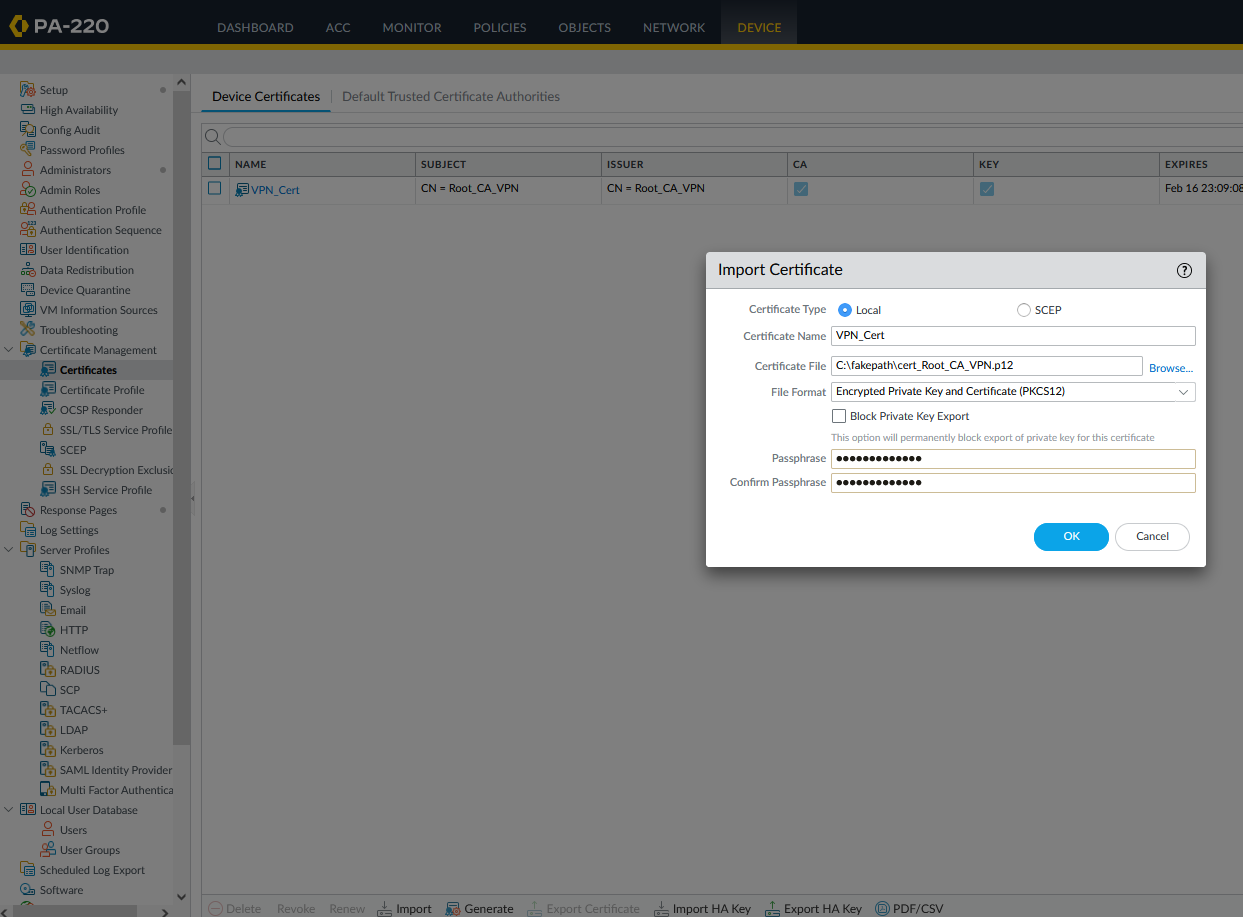 PA-220
DASHBOARD ACC MONITOR POLICIES OBJECTS NETWORK DEVICE
Setup
High Availability
Config Audit
Password Profiles
Administrators
Admin Roles
Authentication Profile
Authentication Sequence
User Identification
Data Redistribution
Device Quarantine
VM Information Sources
Troubleshooting
Certificate Management
Certificates
Certificate Profile
OCSP Responder
SSL/TLS Service Profile
SCEP
SSL Decryption Exclusio
SSH Service Profile
Response Pages
Log Settings
Server Profiles
SNMP Trap
Syslog
Email
HTTP
Netflow
RADIUS
SCP
TACACS+
LDAP
Kerberos
SAML Identity Provider
Multi Factor Authentica
Local User Database
Users
User Groups
Scheduled Log Export
Software
Device Certificates Default Trusted Certificate Authorities
NAME SUBJECT ISSUER CA KEY EXPIRES
VPN_Cert CN = Root_CA_VPN CN = Root_CA_VPN Feb 16 23:09:08
Import Certificate ?
Certificate Type Local SCEP
Certificate Name VPN_Cert
Certificate File C:\fakepath\cert_Root_CA_VPN.p12 Browse...
File Format Encrypted Private Key and Certificate (PKCS12)
Block Private Key Export
This option will permanently block export of private key for this certificate
Passphrase •••••••••••••
Confirm Passphrase •••••••••••••
OK Cancel
Delete Revoke Renew Import Generate Export Certificate Import HA Key Export HA Key PDF/CSV